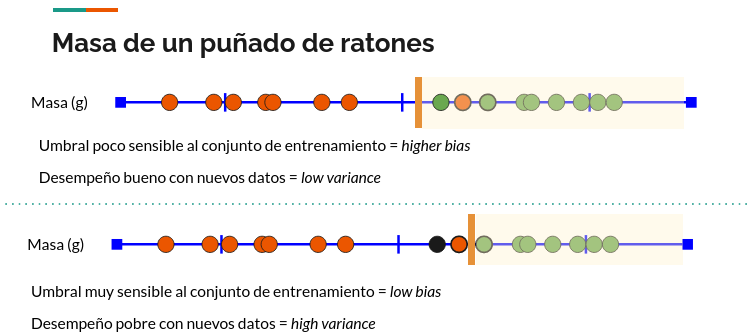 Masa de un puñado de ratones
Masa (g)
Umbral poco sensible al conjunto de entrenamiento = higher bias
Desempeño bueno con nuevos datos = low variance
Masa (g)
Umbral muy sensible al conjunto de entrenamiento = low bias
Desempeño pobre con nuevos datos = high variance